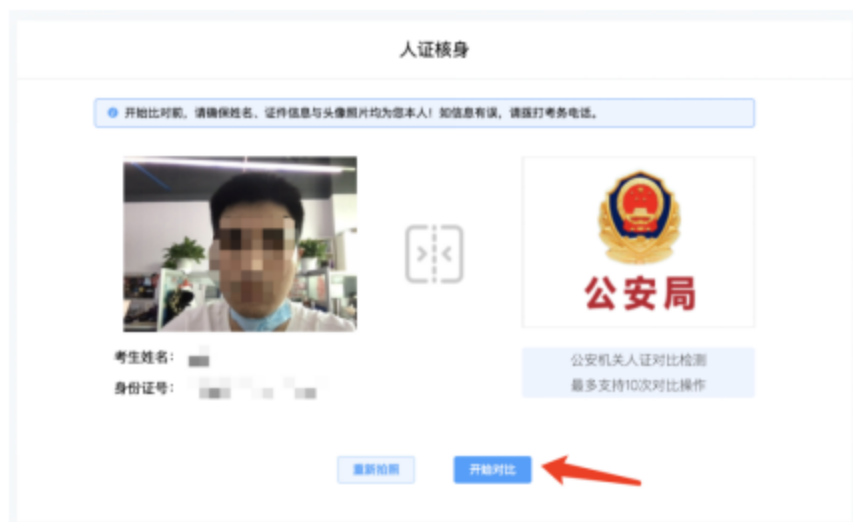 人证核身
开始比对前，请确保姓名、证件信息与头像照片均为您本人！如信息有误，请拨打考务电话。
公安局
考生姓名：
身份证号：
公安机关人证对比检测
最多支持10次对比操作
重新拍照
开始对比